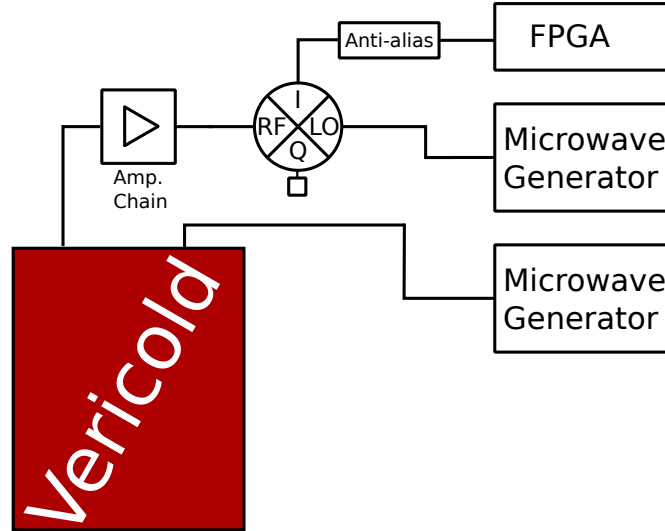 Anti-alias
FPGA
I
RF
LO
Q
Amp.
Chain
Microwave
Generator
Microwave
Generator
Vericold